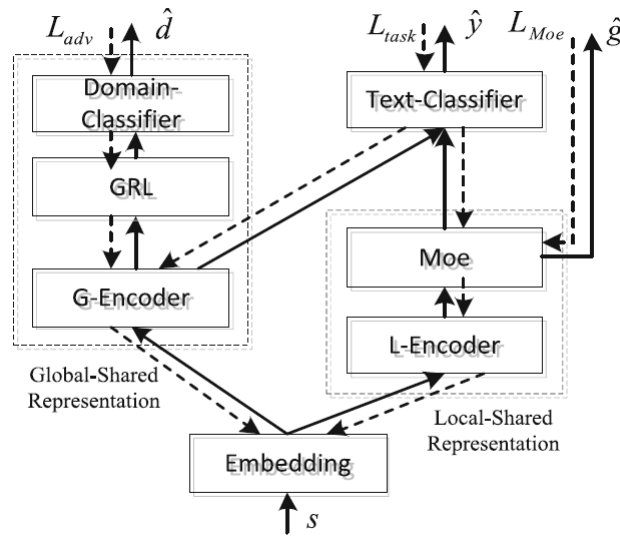 L_adv d̂ L_task ŷ L_Moe ĝ
Domain-
Classifier
Text-Classifier
GRL
Moe
G-Encoder
L-Encoder
Global-Shared
Representation
Local-Shared
Representation
Embedding
s